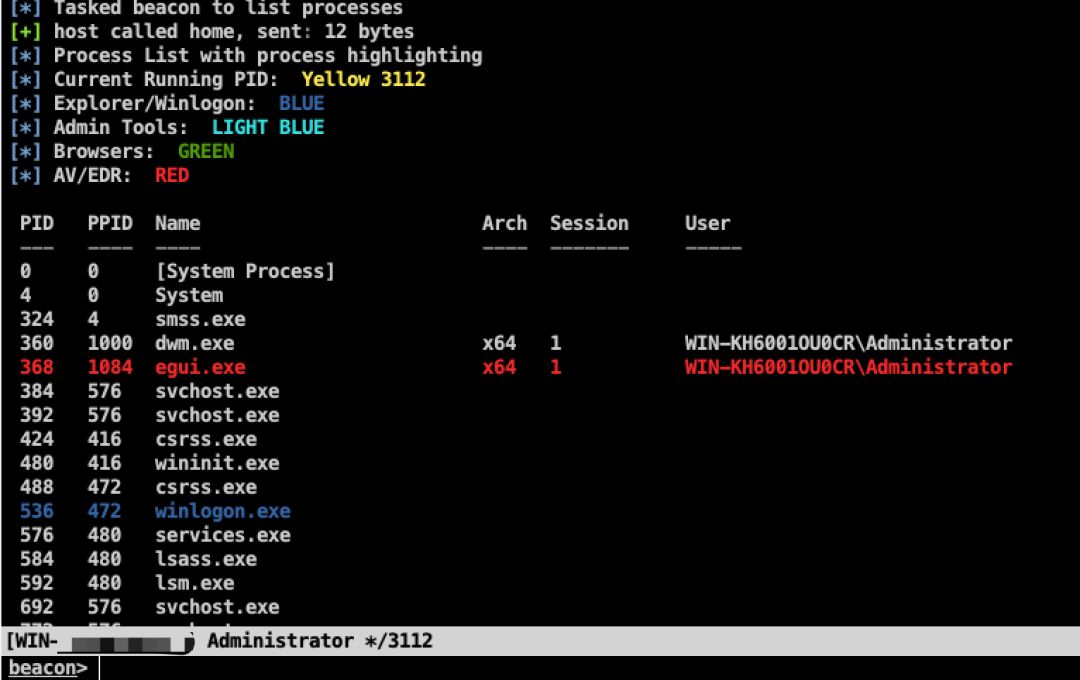 [*] Tasked beacon to list processes
[+] host called home, sent: 12 bytes
[*] Process List with process highlighting
[*] Current Running PID: Yellow 3112
[*] Explorer/Winlogon: BLUE
[*] Admin Tools: LIGHT BLUE
[*] Browsers: GREEN
[*] AV/EDR: RED
PID PPID Name Arch Session User
--- ---- ---- ---- ------- -----
0 0 [System Process]
4 0 System
324 4 smss.exe
360 1000 dwm.exe x64 1 WIN-KH6001OU0CR\Administrator
368 1084 egui.exe x64 1 WIN-KH6001OU0CR\Administrator
384 576 svchost.exe
392 576 svchost.exe
424 416 csrss.exe
480 416 wininit.exe
488 472 csrss.exe
536 472 winlogon.exe
576 480 services.exe
584 480 lsass.exe
592 480 lsm.exe
692 576 svchost.exe
[WIN- Administrator */3112
beacon>